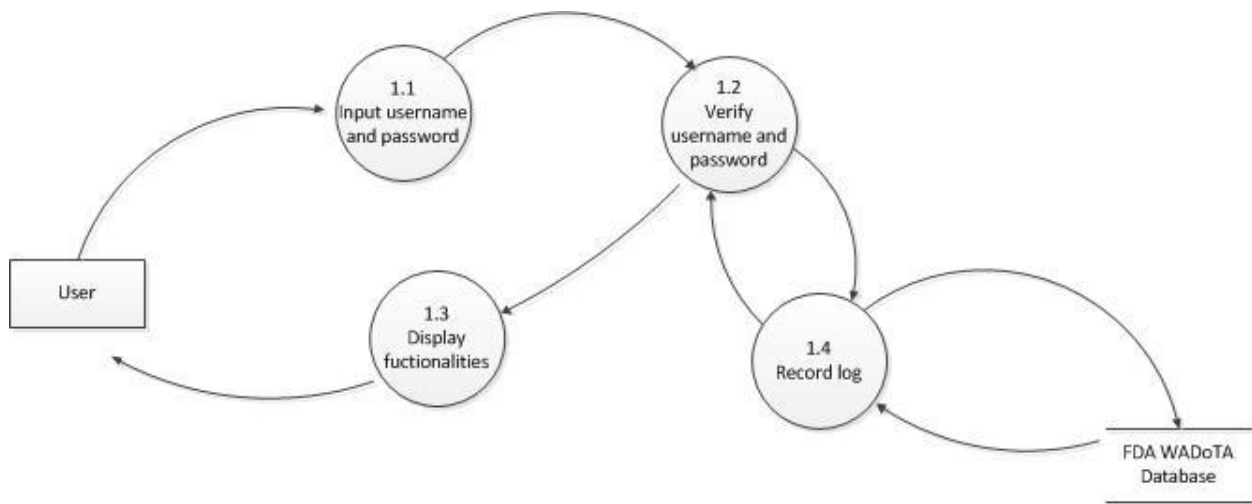 1.1
Input username
and password
1.2
Verify
username and
password
User
1.3
Display
fuctionalities
1.4
Record log
FDA WADoTA
Database